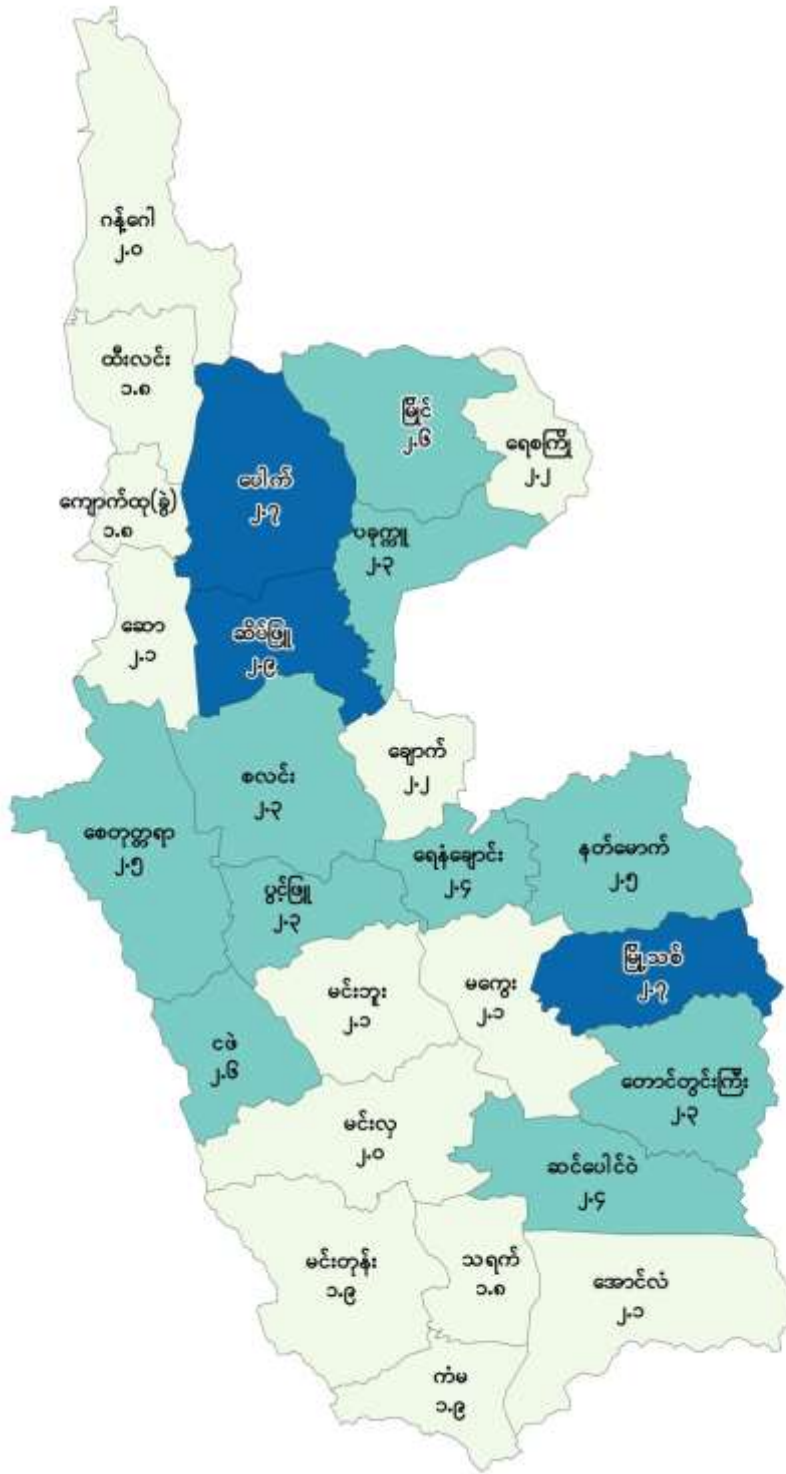 ဂန့်ဂေါ
၂.၀
ထီးလင်း
၁.၈
မြိုင်
၂.၆
ရေစကြို
၂.၂
ပေါက်
၂.၇
ကျောက်ထု(ခွဲ)
၁.၈
ပခုက္ကူ
၂.၃
ဆော
၂.၁
ဆိပ်ဖြူ
၂.၉
ချောက်
၂.၂
စလင်း
၂.၃
စေတုတ္တရာ
၂.၅
ရေနံချောင်း
၂.၄
နတ်မောက်
၂.၅
ပွင့်ဖြူ
၂.၃
မြို့သစ်
၂.၇
မင်းဘူး
၂.၁
မကွေး
၂.၁
ငဖဲ
၂.၆
တောင်တွင်းကြီး
၂.၃
မင်းလှ
၂.၀
ဆင်ပေါင်ဝဲ
၂.၄
မင်းတုန်း
၁.၉
သရက်
၁.၈
အောင်လံ
၂.၁
ကံမ
၁.၉